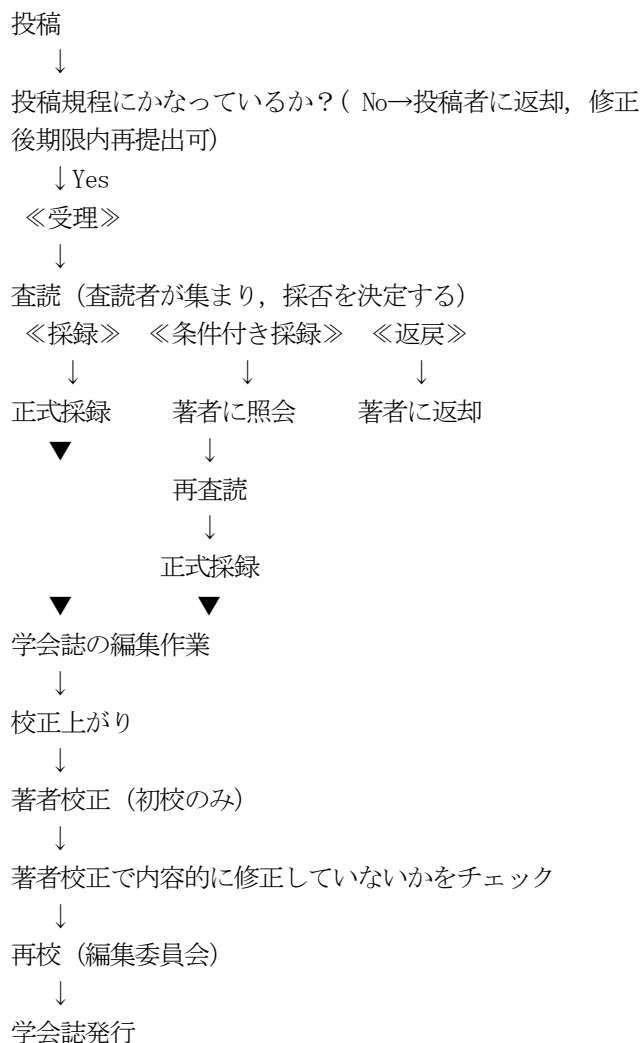 投稿
↓
投稿規程にかなっているか？( No→投稿者に返却，修正
後期限内再提出可)
↓Yes
≪受理≫
↓
査読（査読者が集まり，採否を決定する）
≪採録≫　≪条件付き採録≫　≪返戻≫
↓　↓　↓
正式採録　著者に照会　著者に返却
▼　↓
再査読
↓
正式採録
▼　▼
学会誌の編集作業
↓
校正上がり
↓
著者校正（初校のみ）
↓
著者校正で内容的に修正していないかをチェック
↓
再校（編集委員会）
↓
学会誌発行